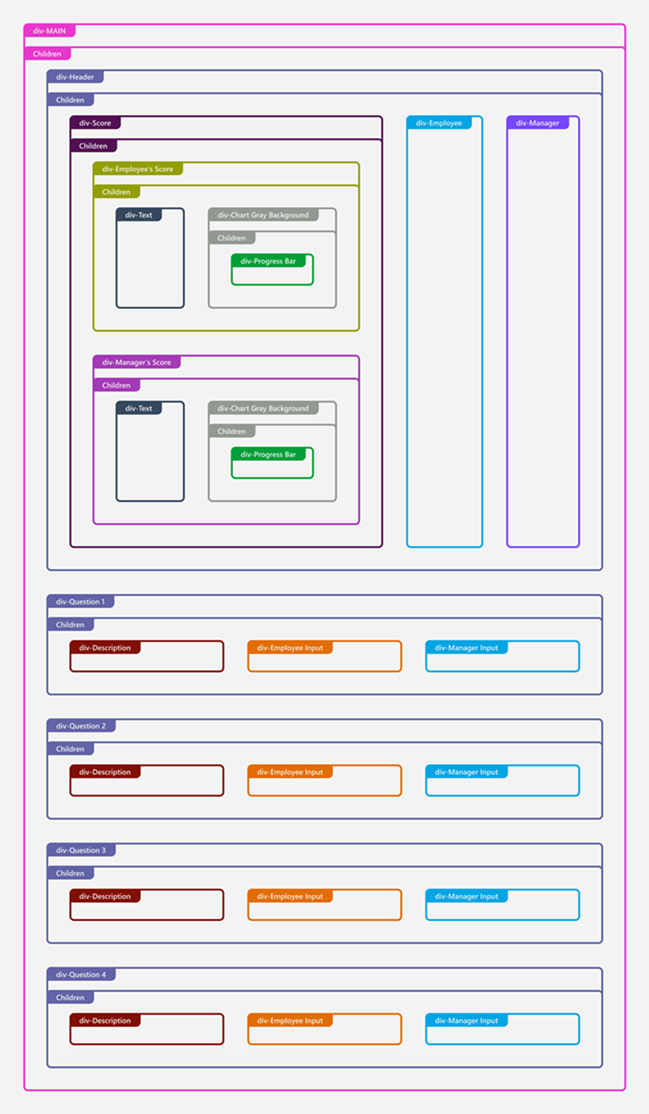 div-MAIN
Children
div-Header
Children
div-Score
div-Employee
div-Manager
Children
div-Employee's Score
Children
div-Text
div-Chart Gray Background
Children
div-Progress Bar
div-Manager's Score
Children
div-Text
div-Chart Gray Background
Children
div-Progress Bar
div-Question 1
Children
div-Description
div-Employee Input
div-Manager Input
div-Question 2
Children
div-Description
div-Employee Input
div-Manager Input
div-Question 3
Children
div-Description
div-Employee Input
div-Manager Input
div-Question 4
Children
div-Description
div-Employee Input
div-Manager Input